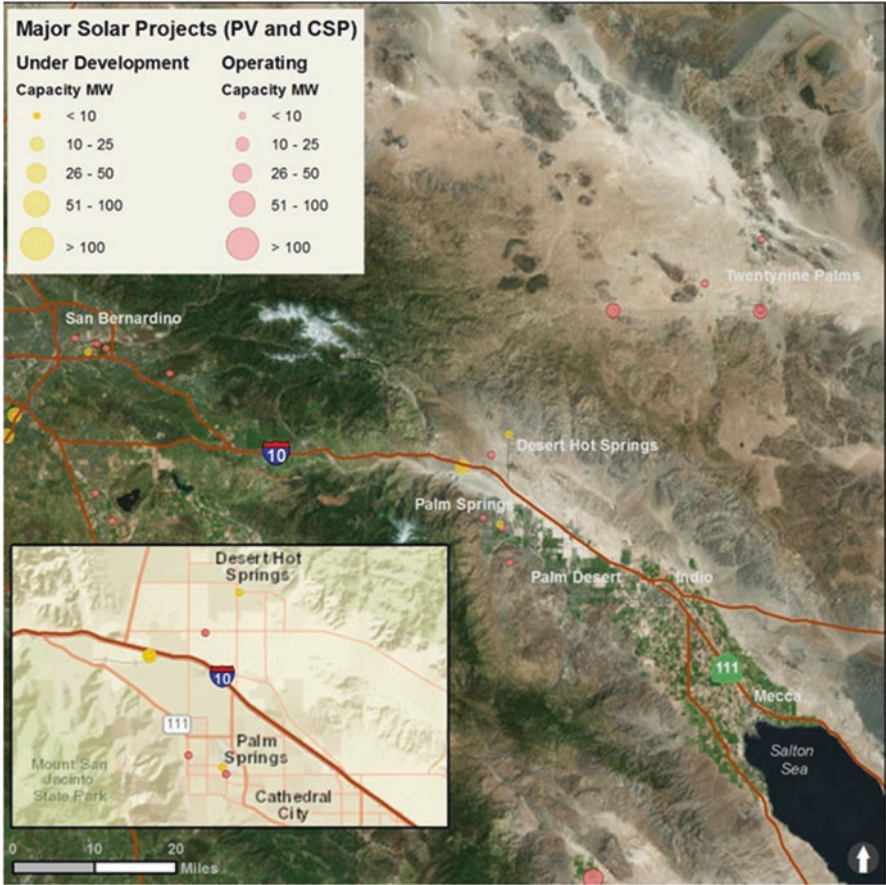 Major Solar Projects (PV and CSP)
Under Development
Operating
Capacity MW
Capacity MW
< 10
< 10
10 - 25
10 - 25
26 - 50
26 - 50
51 - 100
51 - 100
> 100
> 100
Twentynine Palms
San Bernardino
10
Desert Hot Springs
Palm Springs
Palm Desert
Indio
111
Mecca
Salton
Sea
Desert Hot
Springs
10
111
Palm
Springs
Mount San
Jacinto
State Park
Cathedral
City
0 10 20
Miles